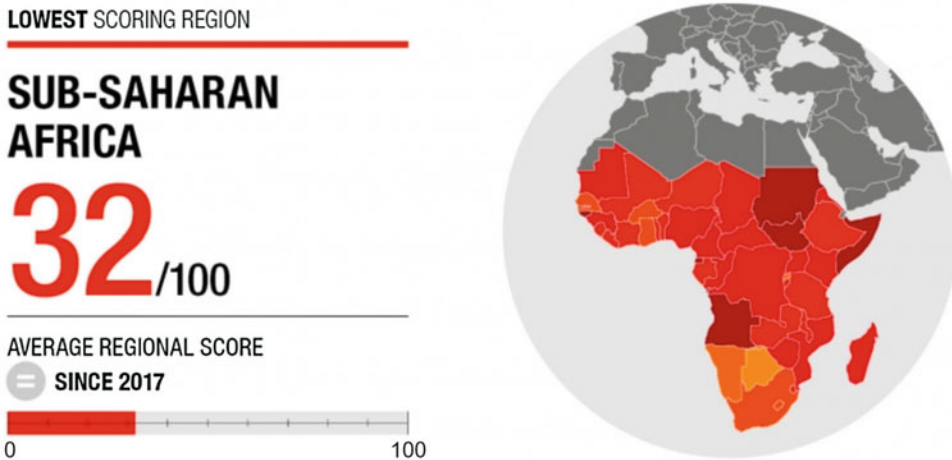 LOWEST SCORING REGION
SUB-SAHARAN
AFRICA
32/100
AVERAGE REGIONAL SCORE
= SINCE 2017
0
100